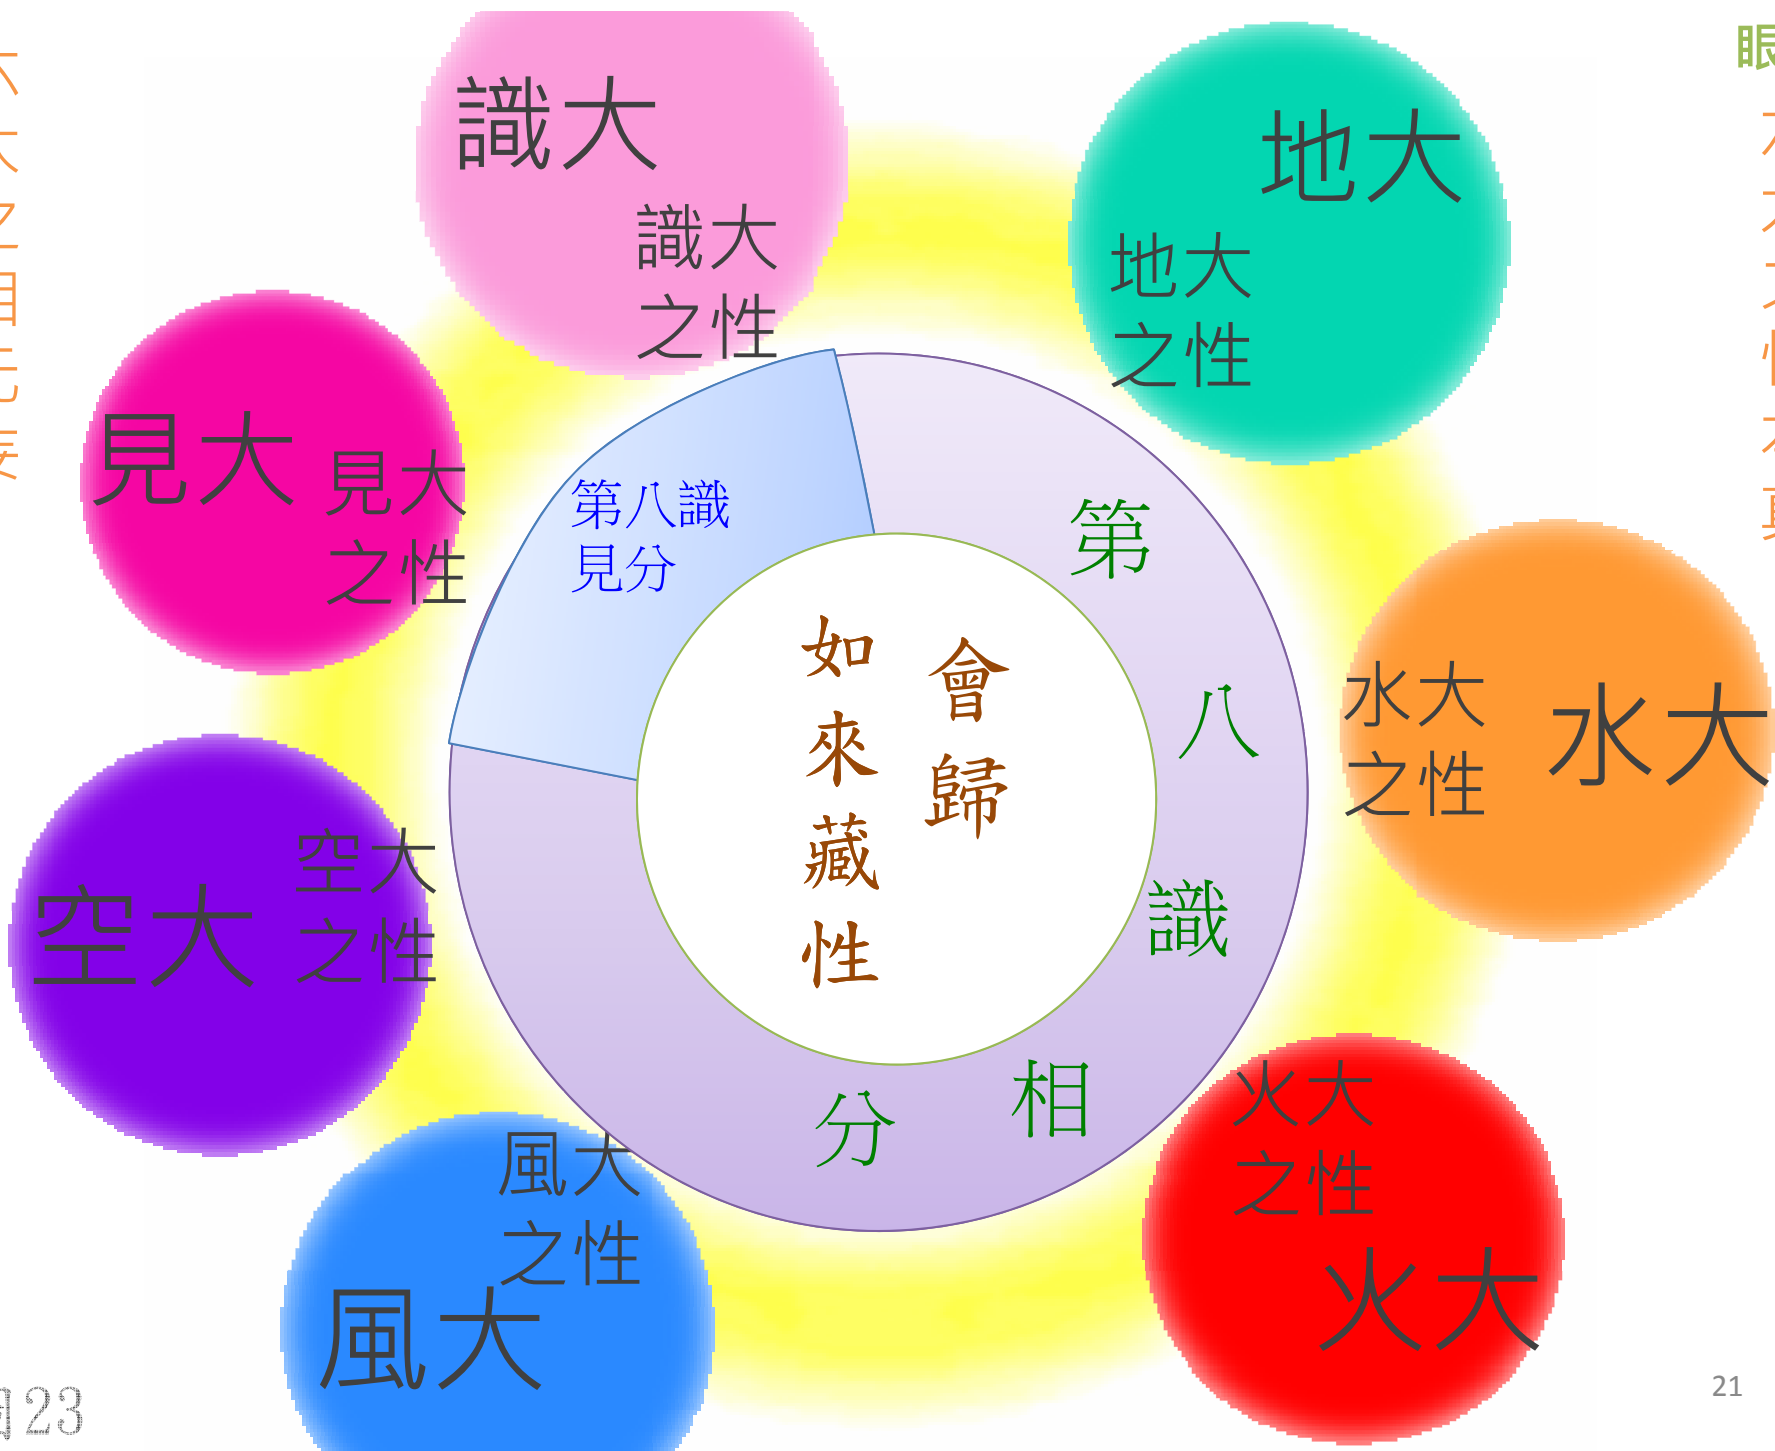 識大
識大
之性
地大
地大
之性
見大
見大
之性
第八識
見分
第八識相分
會歸
如來藏性
水大
之性
水大
空大
之性
空大
火大
之性
火大
風大
之性
風大
眼
23
21